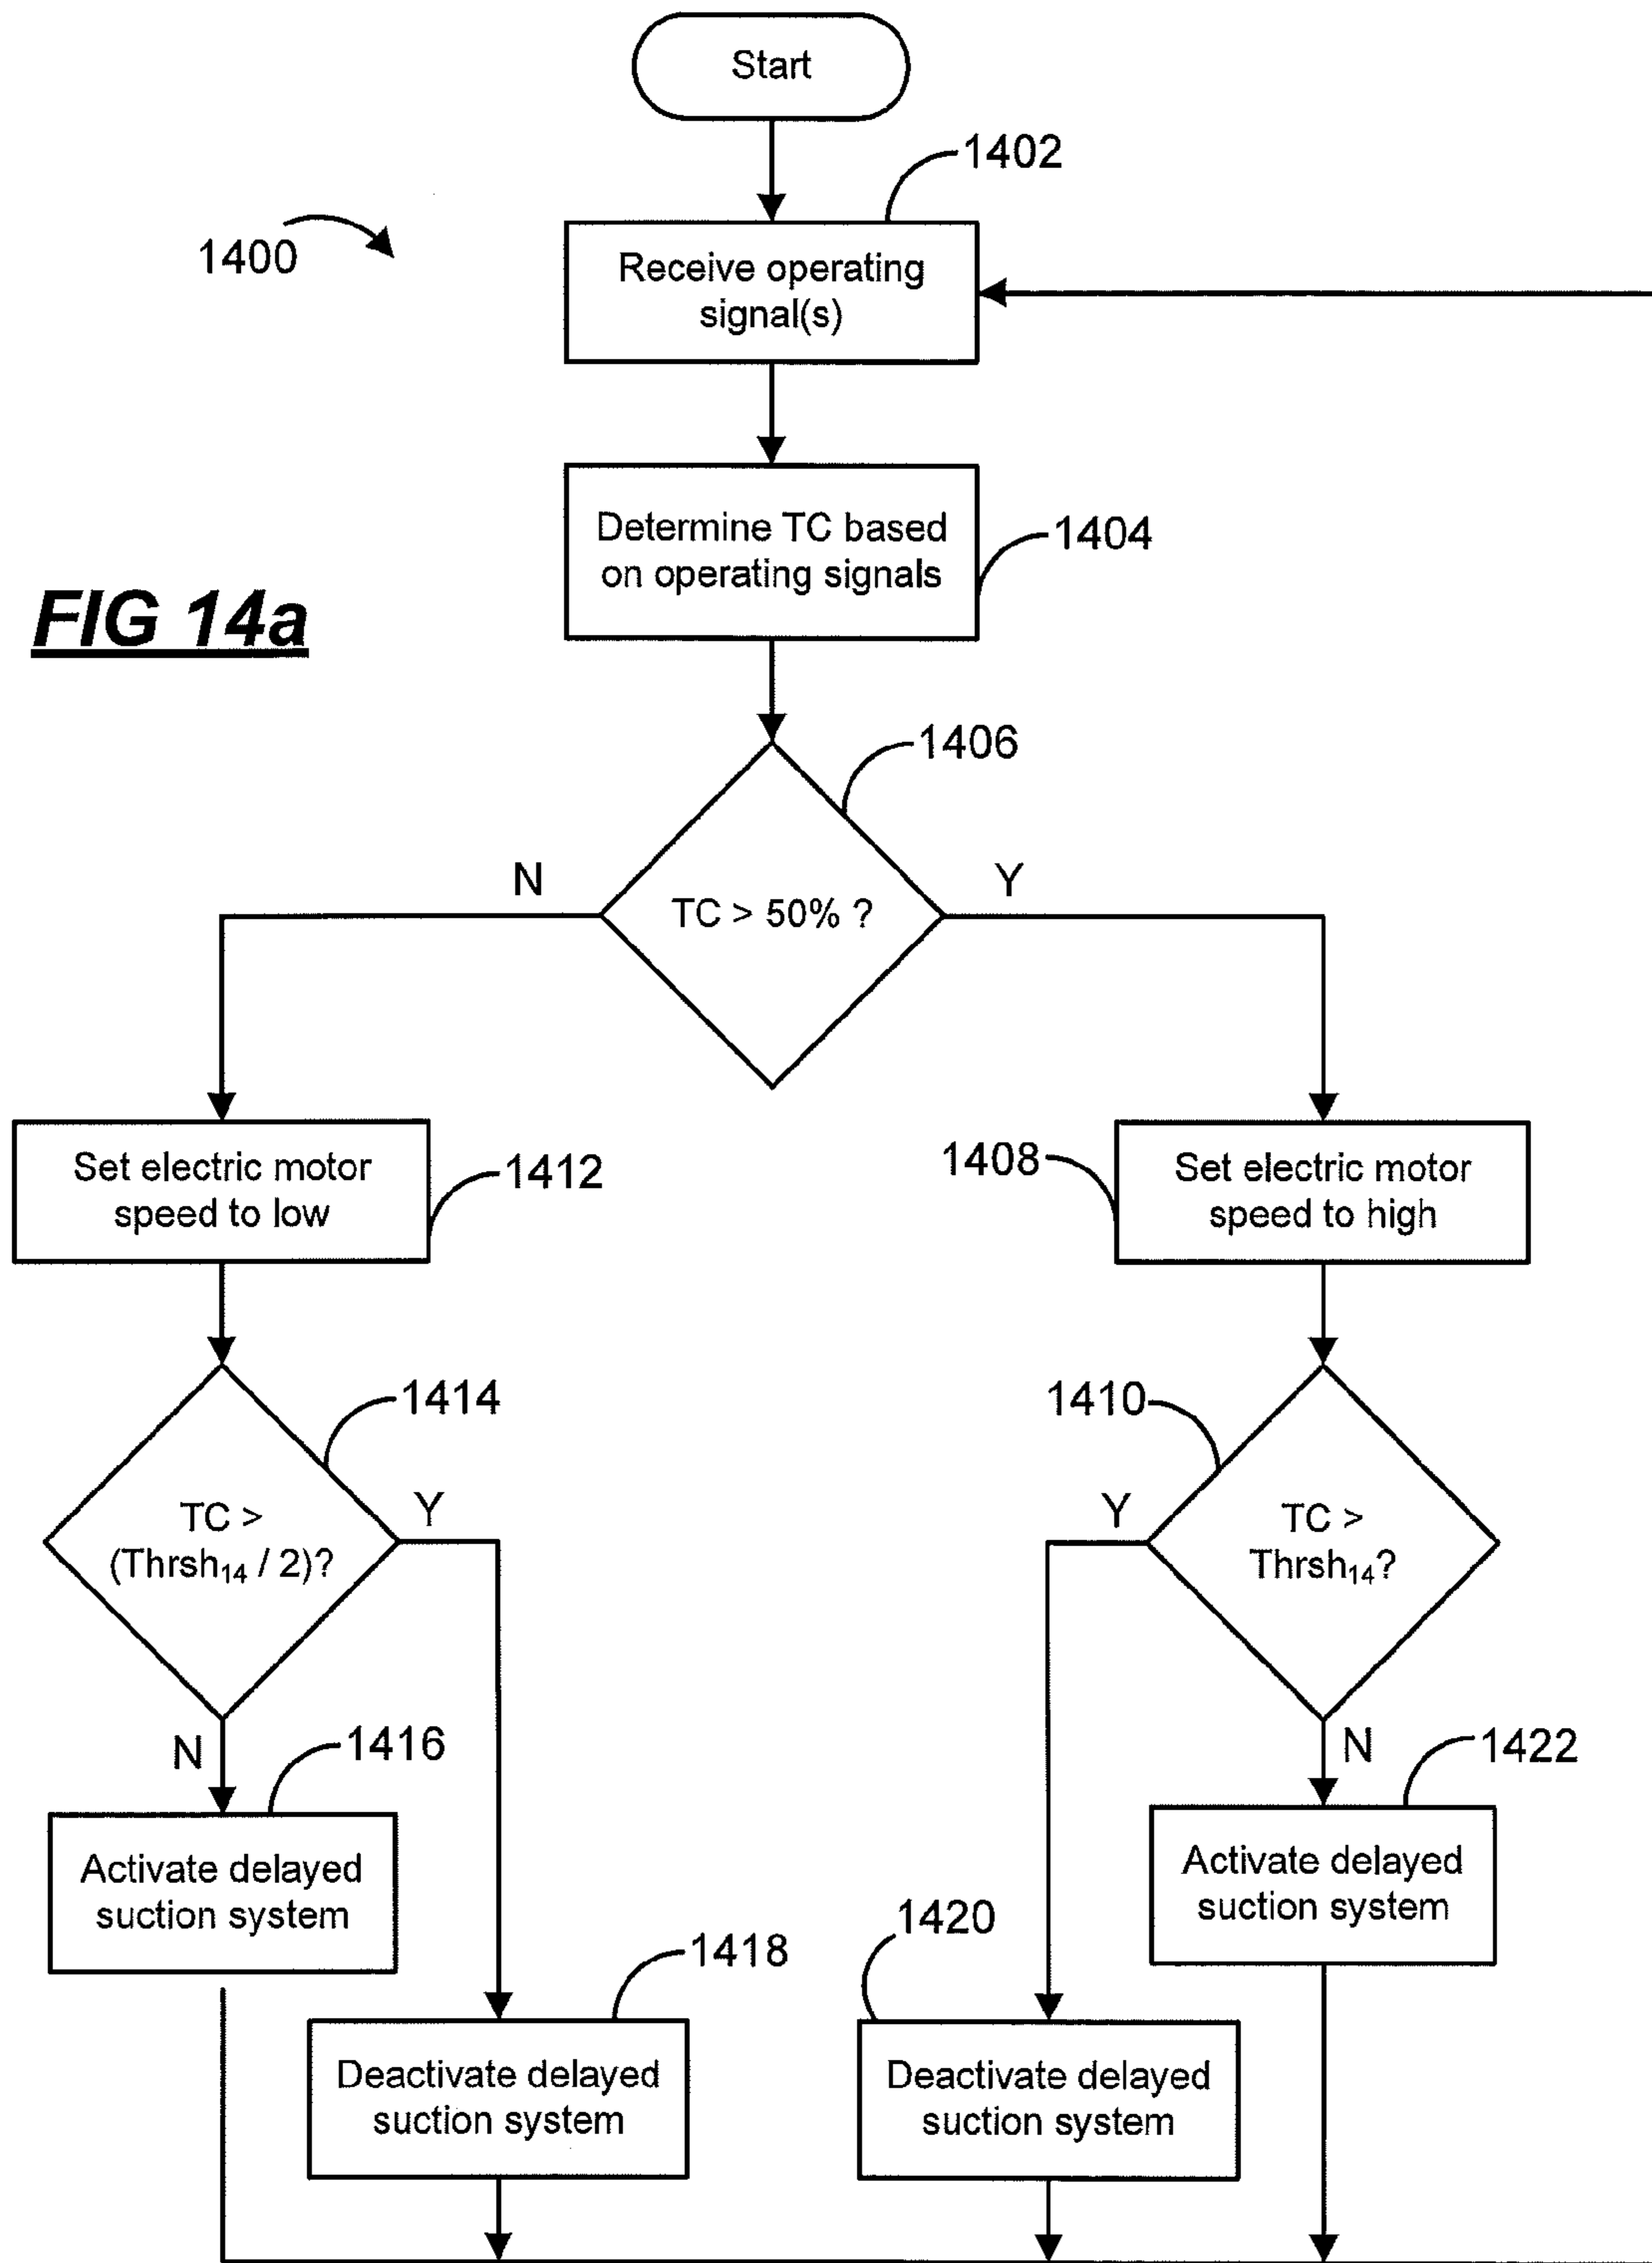 Start
1402
1400
Receive operating
signal(s)
Determine TC based
on operating signals
1404
FIG 14a
1406
N
Y
TC > 50% ?
Set electric motor
speed to low
1412
1408
Set electric motor
speed to high
1414
1410
TC >
(Thrsh₁₄ / 2)?
Y
Y
TC >
Thrsh₁₄?
N
1416
N
1422
Activate delayed
suction system
Activate delayed
suction system
1418
1420
Deactivate delayed
suction system
Deactivate delayed
suction system